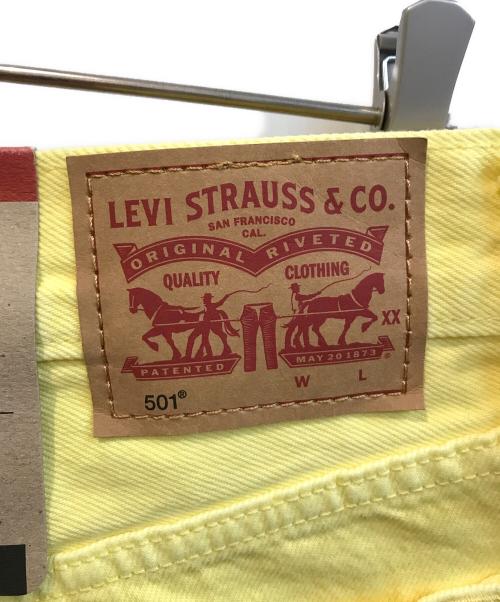 LEVI STRAUSS & CO.
SAN FRANCISCO
CAL.
ORIGINAL RIVETED
QUALITY CLOTHING
XX
PATENTED MAY 20 1873 ®
W L
501®